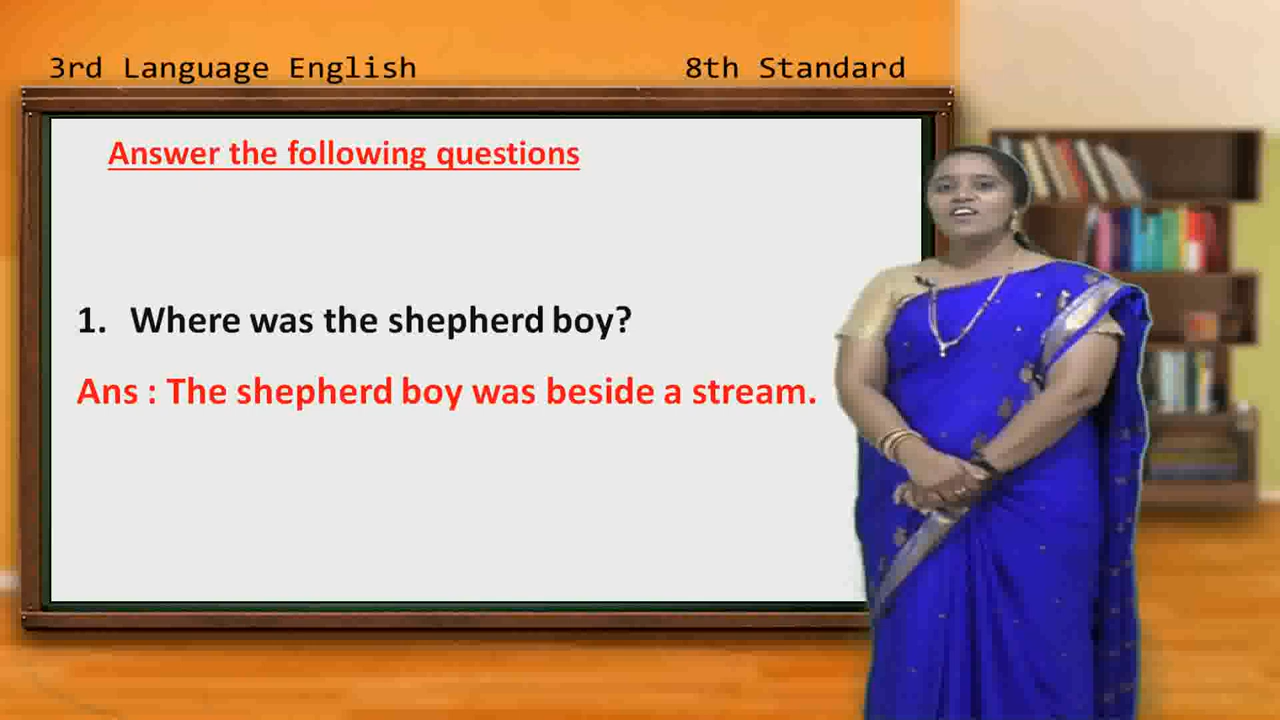 3rd Language English 8th Standard
Answer the following questions
1. Where was the shepherd boy?
Ans : The shepherd boy was beside a stream.